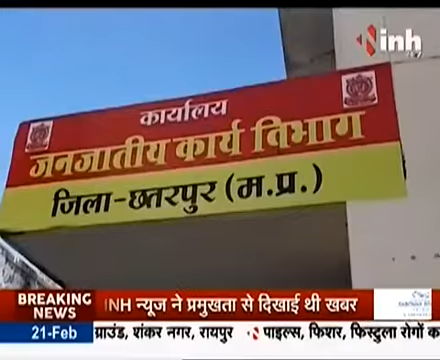 inh
कार्यालय
जनजातीय कार्य विभाग
जिला-छतरपुर (म.प्र.)
BREAKING NEWS
INH न्यूज ने प्रमुखता से दिखाई थी खबर
21-Feb
ग्राउंड, शंकर नगर, रायपुर पाइल्स, फिशर, फिस्टुला रोगों क